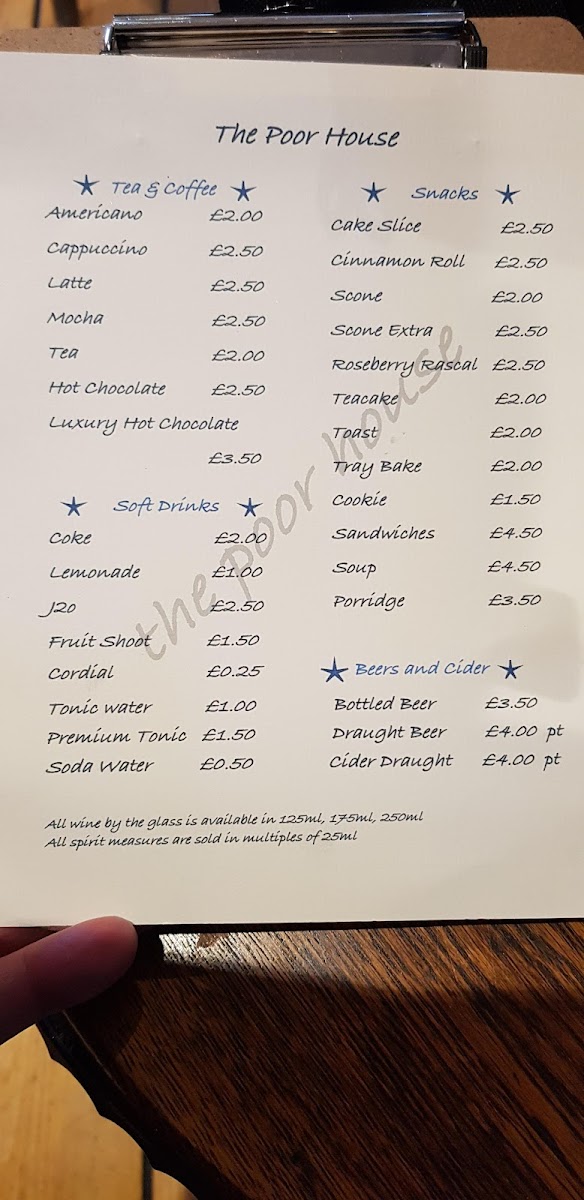 The Poor House
Tea & Coffee
Americano £2.00
Cappuccino £2.50
Latte £2.50
Mocha £2.50
Tea £2.00
Hot Chocolate £2.50
Luxury Hot Chocolate
£3.50
Soft Drinks
Coke £2.00
Lemonade £1.00
J2o £2.50
Fruit Shoot £1.50
Cordial £0.25
Tonic water £1.00
Premium Tonic £1.50
Soda Water £0.50
Snacks
Cake Slice £2.50
Cinnamon Roll £2.50
Scone £2.00
Scone Extra £2.50
Roseberry Rascal £2.50
Teacake £2.00
Toast £2.00
Tray Bake £2.00
Cookie £1.50
Sandwiches £4.50
Soup £4.50
Porridge £3.50
Beers and Cider
Bottled Beer £3.50
Draught Beer £4.00 pt
Cider Draught £4.00 pt
the poor house
All wine by the glass is available in 125ml, 175ml, 250ml
All spirit measures are sold in multiples of 25ml